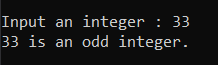 Input an integer : 33
33 is an odd integer.